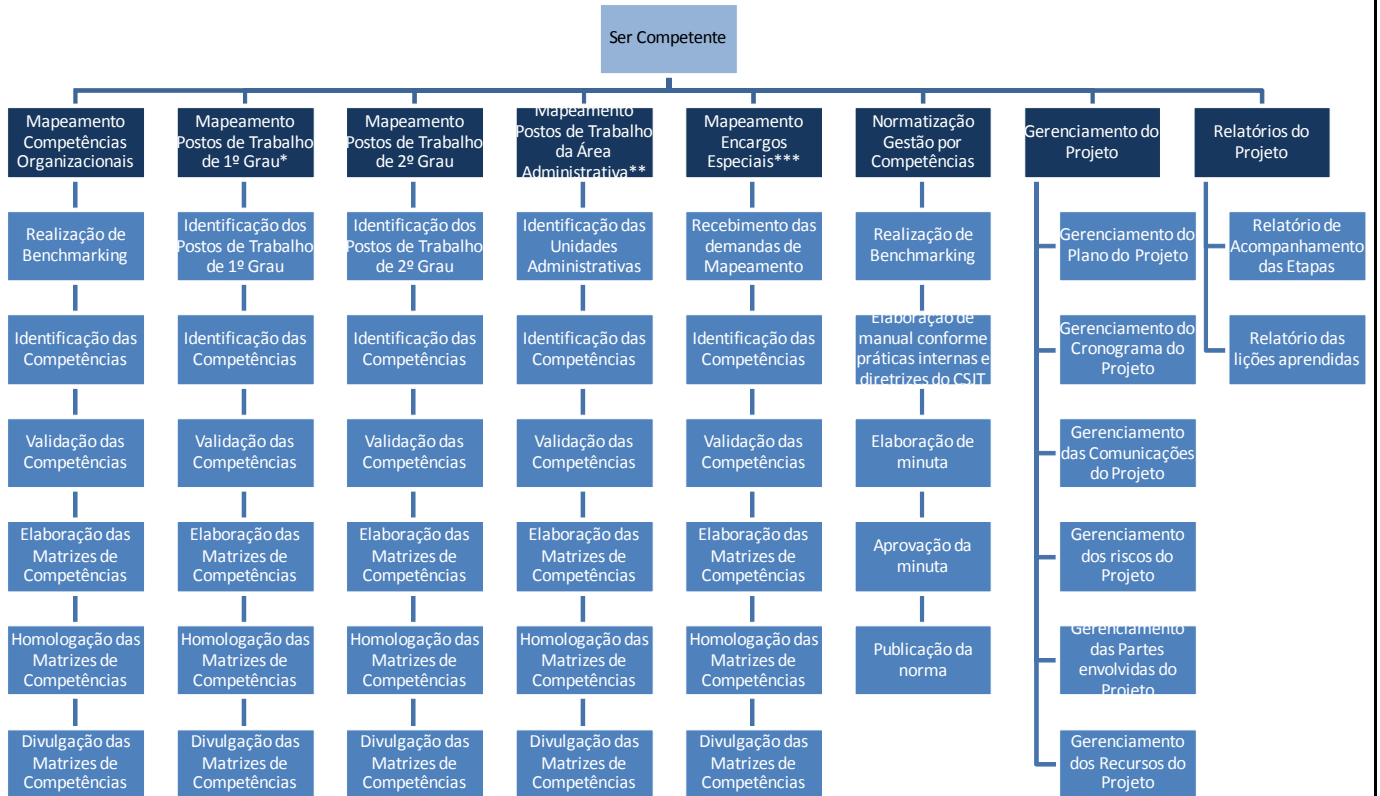 Ser Competente
Mapeamento
Competências
Organizacionais
Mapeamento
Postos de Trabalho
de 1º Grau*
Mapeamento
Postos de Trabalho
de 2º Grau
Mapeamento
Postos de Trabalho
da Área
Administrativa**
Mapeamento
Encargos
Especiais***
Normatização
Gestão por
Competências
Gerenciamento do
Projeto
Relatórios do
Projeto
Realização de
Benchmarking
Identificação dos
Postos de Trabalho
de 1º Grau
Identificação dos
Postos de Trabalho
de 2º Grau
Identificação das
Unidades
Administrativas
Recebimento das
demandas de
Mapeamento
Realização de
Benchmarking
Gerenciamento do
Plano do Projeto
Relatório de
Acompanhamento
das Etapas
Identificação das
Competências
Identificação das
Competências
Identificação das
Competências
Identificação das
Competências
Identificação das
Competências
Elaboração de
manual conforme
práticas internas e
diretrizes do CSJT
Gerenciamento do
Cronograma do
Projeto
Relatório das
lições aprendidas
Validação das
Competências
Validação das
Competências
Validação das
Competências
Validação das
Competências
Validação das
Competências
Elaboração de
minuta
Gerenciamento
das Comunicações
do Projeto
Elaboração das
Matrizes de
Competências
Elaboração das
Matrizes de
Competências
Elaboração das
Matrizes de
Competências
Elaboração das
Matrizes de
Competências
Elaboração das
Matrizes de
Competências
Aprovação da
minuta
Gerenciamento
dos riscos do
Projeto
Homologação das
Matrizes de
Competências
Homologação das
Matrizes de
Competências
Homologação das
Matrizes de
Competências
Homologação das
Matrizes de
Competências
Homologação das
Matrizes de
Competências
Publicação da
norma
Gerenciamento
das Partes
envolvidas do
Projeto
Divulgação das
Matrizes de
Competências
Divulgação das
Matrizes de
Competências
Divulgação das
Matrizes de
Competências
Divulgação das
Matrizes de
Competências
Divulgação das
Matrizes de
Competências
Gerenciamento
dos Recursos do
Projeto